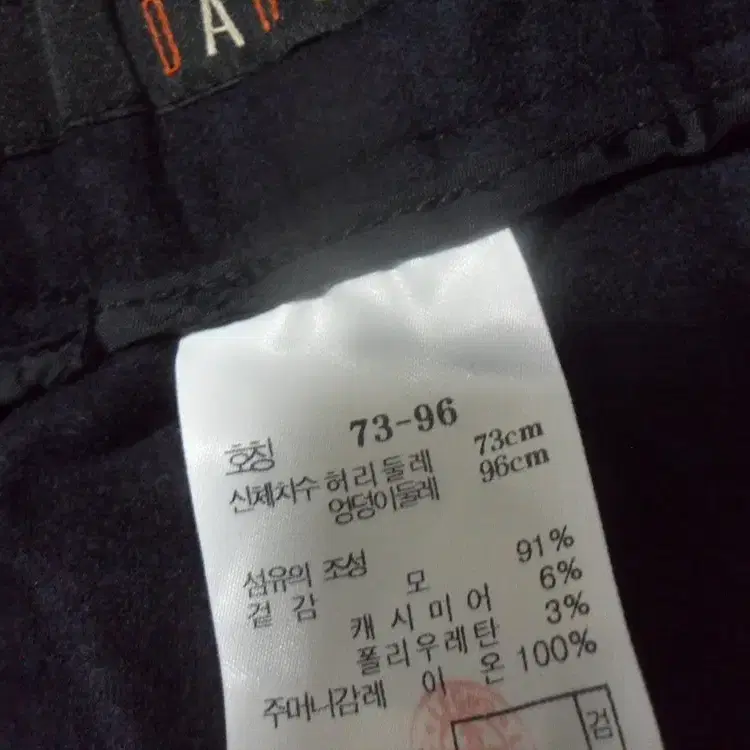 DAD
호칭 73-96
신체치수 허리둘레 73cm
엉덩이둘레 96cm
섬유의 조성
겉 감 모 91%
캐 시 미 어 6%
폴리우레탄 3%
주머니감 레 이 온 100%
검